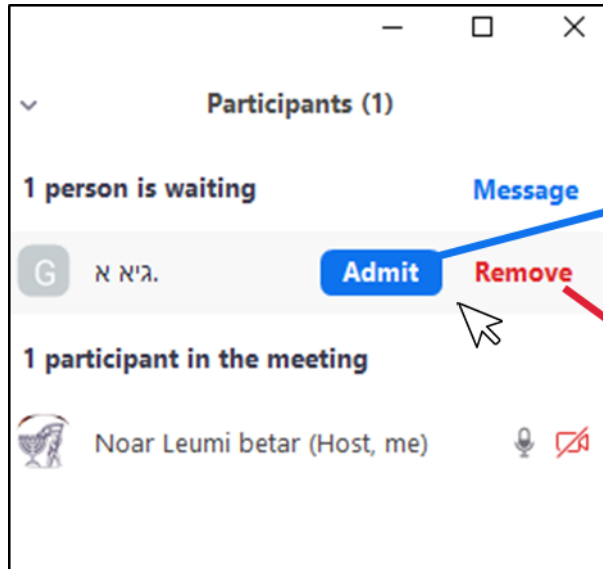 Participants (1)
1 person is waiting Message
G גיא א. Admit Remove
1 participant in the meeting
Noar Leumi betar (Host, me)